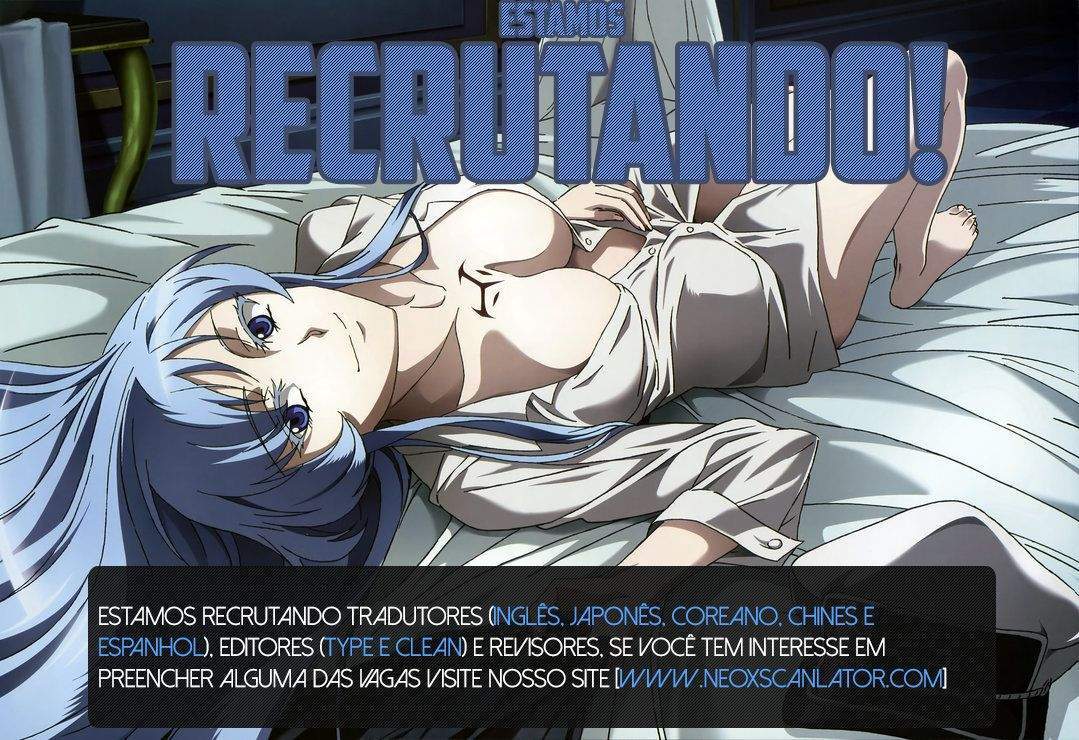 ESTAMOS
RECRUTANDO!
ESTAMOS RECRUTANDO TRADUTORES (INGLÊS, JAPONÊS, COREANO, CHINES E
ESPANHOL), EDITORES (TYPE E CLEAN) E REVISORES, SE VOCÊ TEM INTERESSE EM
PREENCHER ALGUMA DAS VAGAS VISITE NOSSO SITE [WWW.NEOXSCANLATOR.COM]